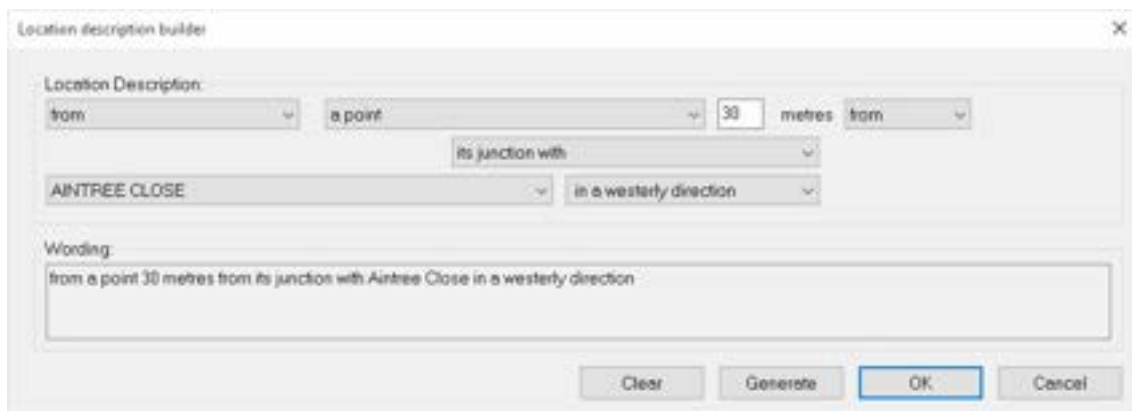 Location description builder
Location Description:
from a point 30 metres from
its junction with
AINTREE CLOSE in a westerly direction
Wording:
from a point 30 metres from its junction with Aintree Close in a westerly direction
Clear Generate OK Cancel